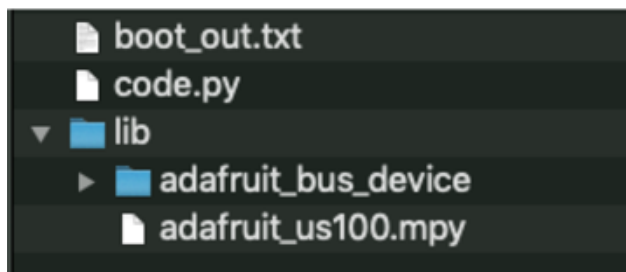 boot_out.txt
code.py
lib
adafruit_bus_device
adafruit_us100.mpy